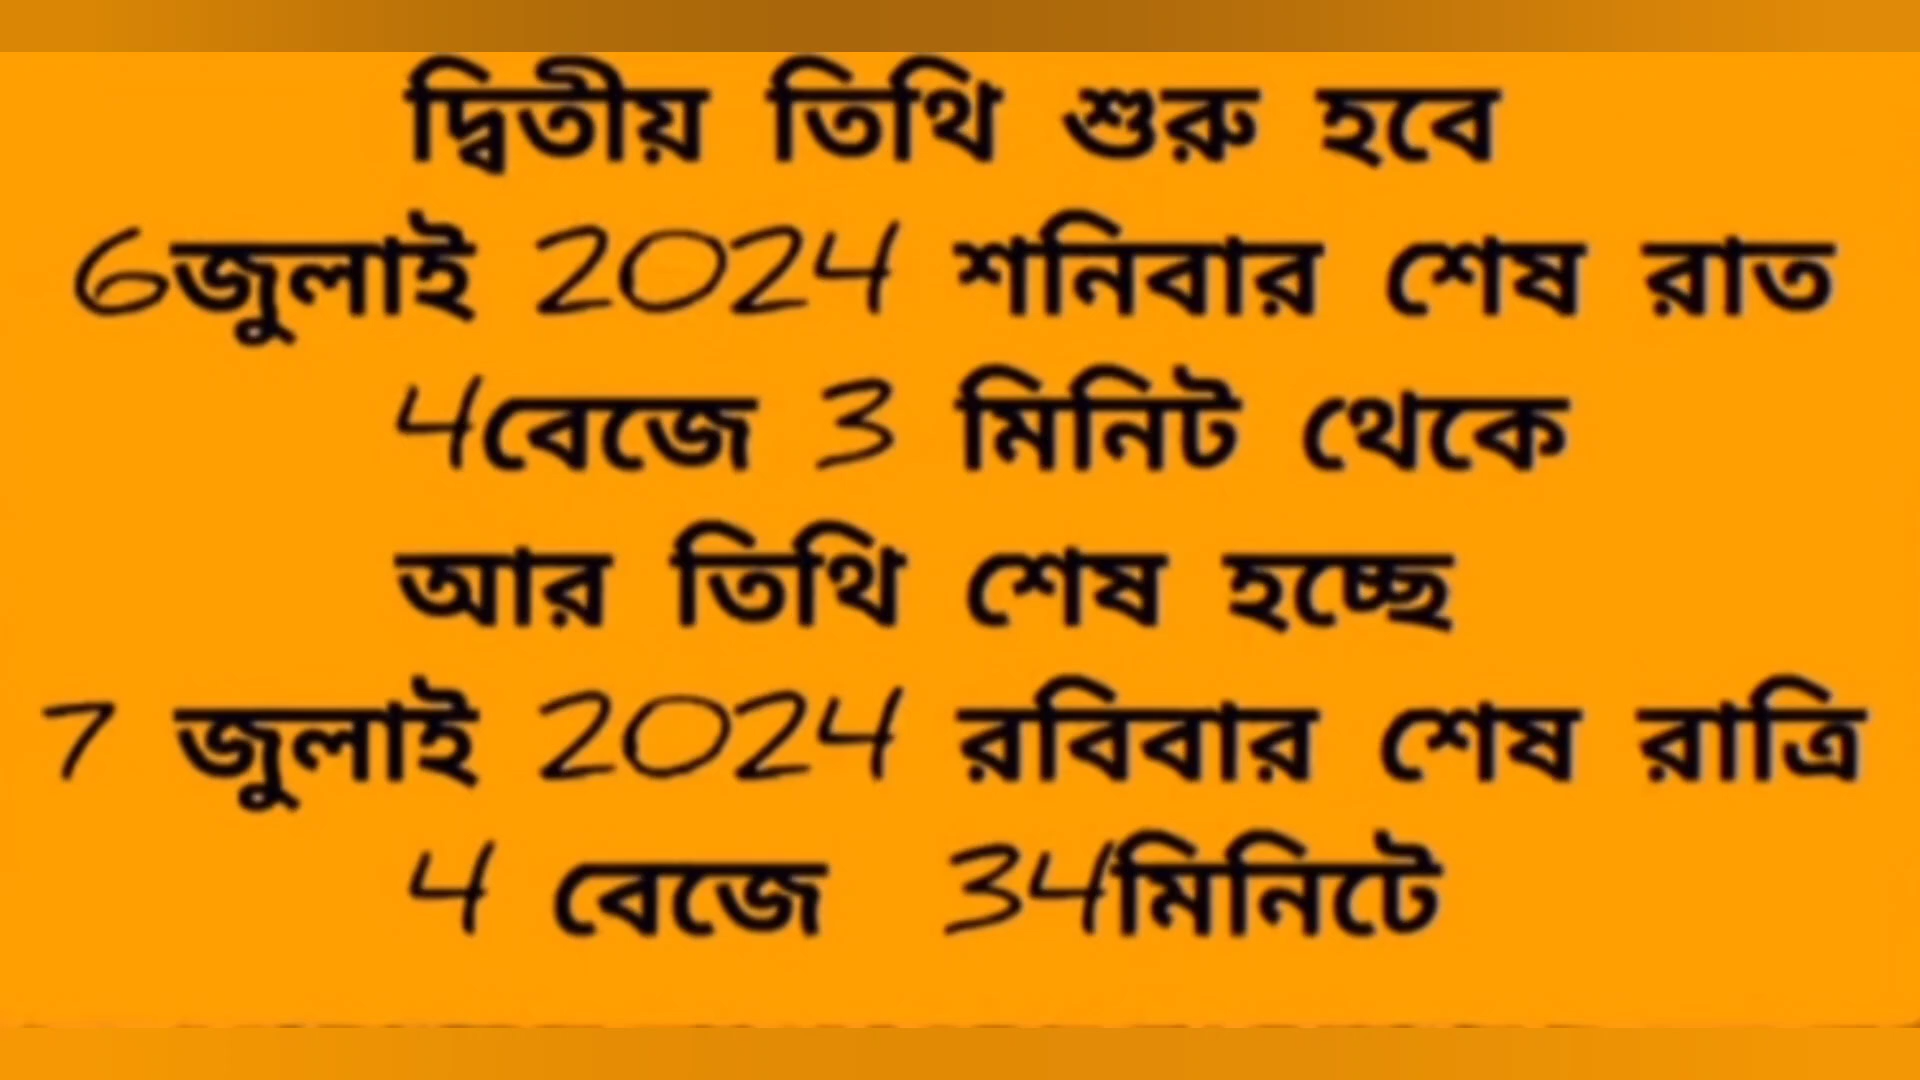 দ্বিতীয় তিথি শুরু হবে
6জুলাই 2024 শনিবার শেষ রাত
4বেজে 3 মিনিট থেকে
আর তিথি শেষ হচ্ছে
7 জুলাই 2024 রবিবার শেষ রাত্রি
4 বেজে 34মিনিটে